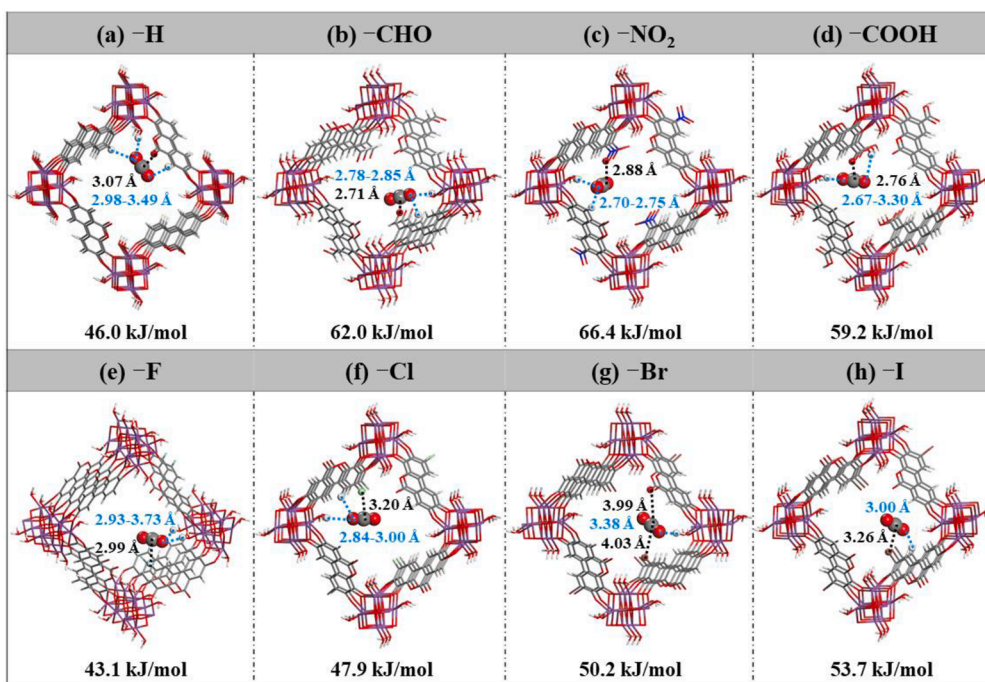 (a) −H
(b) −CHO
(c) −NO₂
(d) −COOH
3.07 Å
2.98-3.49 Å
46.0 kJ/mol
2.78-2.85 Å
2.71 Å
62.0 kJ/mol
2.88 Å
2.70-2.75 Å
66.4 kJ/mol
2.76 Å
2.67-3.30 Å
59.2 kJ/mol
(e) −F
(f) −Cl
(g) −Br
(h) −I
2.93-3.73 Å
2.99 Å
43.1 kJ/mol
3.20 Å
2.84-3.00 Å
47.9 kJ/mol
3.99 Å
3.38 Å
4.03 Å
50.2 kJ/mol
3.00 Å
3.26 Å
53.7 kJ/mol